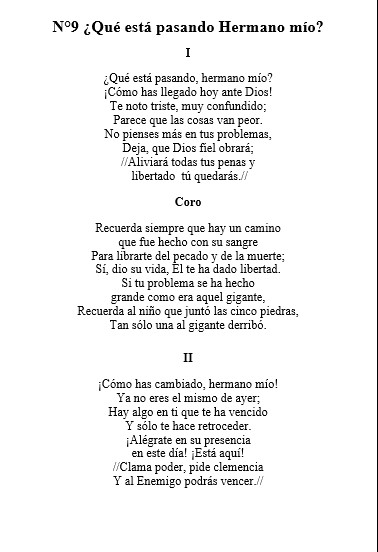 N°9 ¿Qué está pasando Hermano mío?
I
¿Qué está pasando, hermano mío?
¡Cómo has llegado hoy ante Dios!
Te noto triste, muy confundido;
Parece que las cosas van peor.
No pienses más en tus problemas,
Deja, que Dios fiel obrará;
//Aliviará todas tus penas y
libertado tú quedarás.//
Coro
Recuerda siempre que hay un camino
que fue hecho con su sangre
Para librarte del pecado y de la muerte;
Sí, dio su vida, Él te ha dado libertad.
Si tu problema se ha hecho
grande como era aquel gigante,
Recuerda al niño que juntó las cinco piedras,
Tan sólo una al gigante derribó.
II
¡Cómo has cambiado, hermano mío!
Ya no eres el mismo de ayer;
Hay algo en ti que te ha vencido
Y sólo te hace retroceder.
¡Alégrate en su presencia
en este día! ¡Está aquí!
//Clama poder, pide clemencia
Y al Enemigo podrás vencer.//